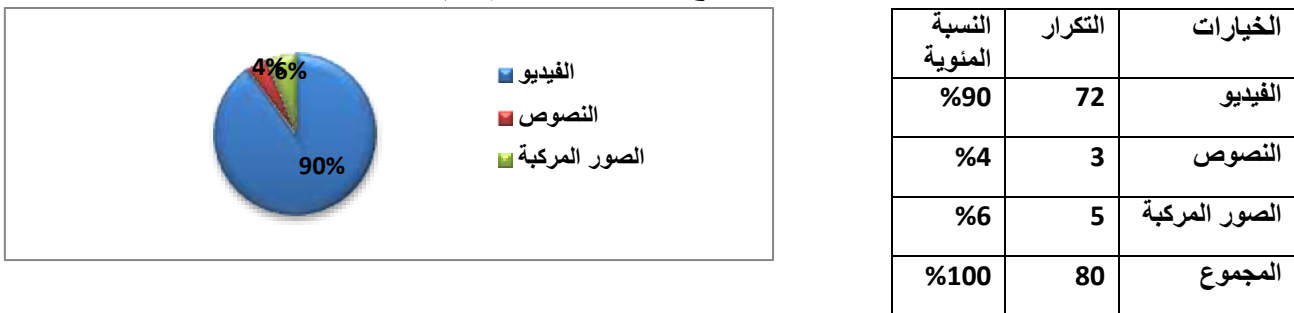 الخيارات التكرار النسبة المئوية
الفيديو 72 %90
النصوص 3 %4
الصور المركبة 5 %6
المجموع 80 %100
4%
6%
90%
الفيديو
النصوص
الصور المركبة